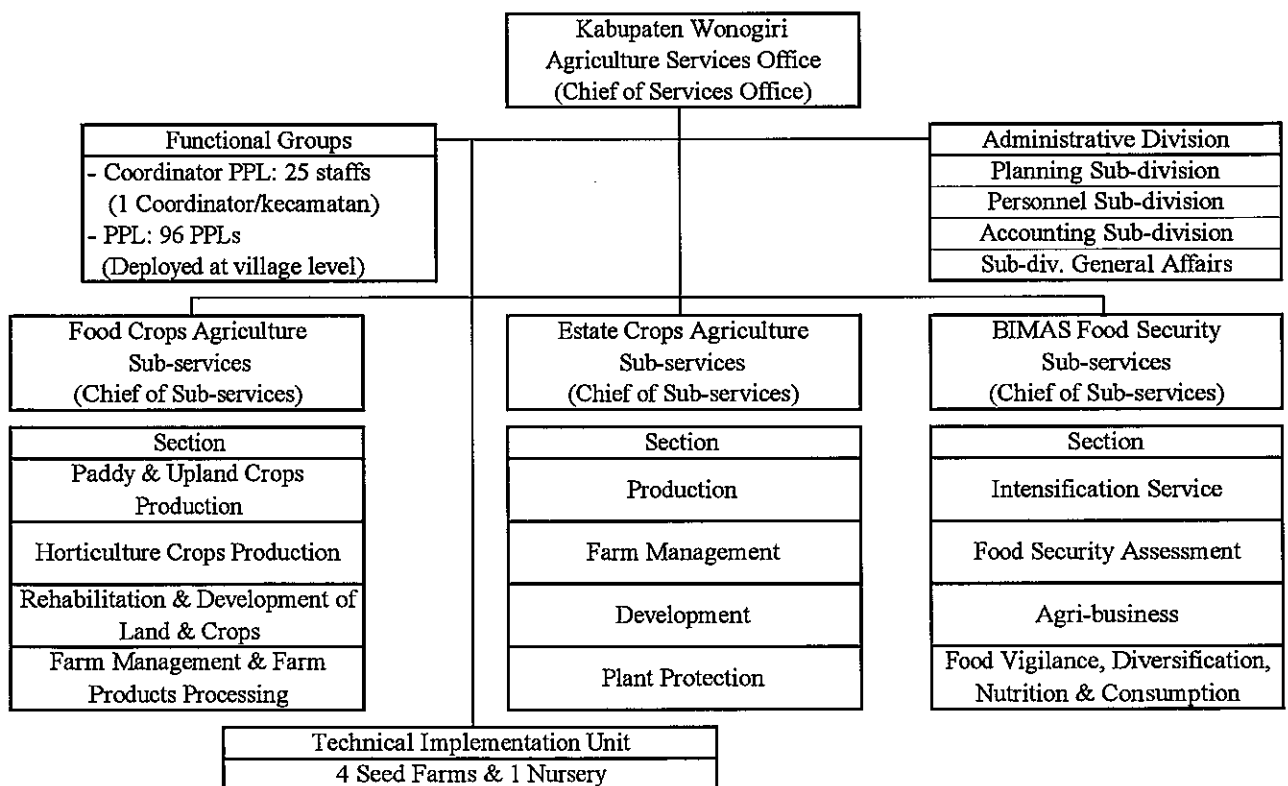 Kabupaten Wonogiri
Agriculture Services Office
(Chief of Services Office)
Functional Groups
- Coordinator PPL: 25 staffs
(1 Coordinator/kecamatan)
- PPL: 96 PPLs
(Deployed at village level)
Administrative Division
Planning Sub-division
Personnel Sub-division
Accounting Sub-division
Sub-div. General Affairs
Food Crops Agriculture
Sub-services
(Chief of Sub-services)
Section
Paddy & Upland Crops
Production
Horticulture Crops Production
Rehabilitation & Development of
Land & Crops
Farm Management & Farm
Products Processing
Estate Crops Agriculture
Sub-services
(Chief of Sub-services)
Section
Production
Farm Management
Development
Plant Protection
BIMAS Food Security
Sub-services
(Chief of Sub-services)
Section
Intensification Service
Food Security Assessment
Agri-business
Food Vigilance, Diversification,
Nutrition & Consumption
Technical Implementation Unit
4 Seed Farms & 1 Nursery